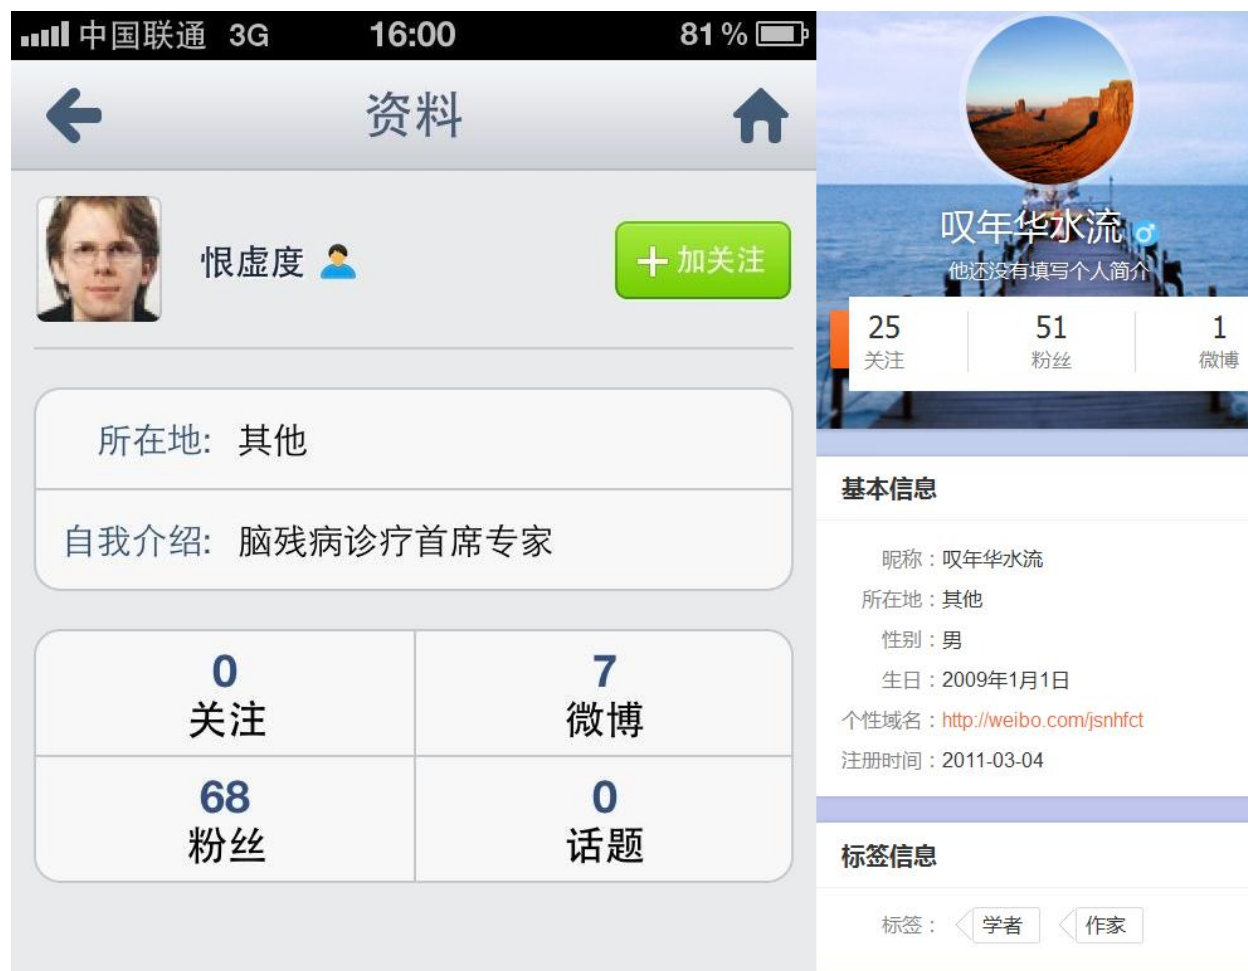 中国联通 3G 16:00 81%
资料
恨虚度
加关注
所在地: 其他
自我介绍: 脑残病诊疗首席专家
0 7
关注 微博
68 0
粉丝 话题
叹年华水流
他还没有填写个人简介
25 51 1
关注 粉丝 微博
基本信息
昵称：叹年华水流
所在地：其他
性别：男
生日：2009年1月1日
个性域名：http://weibo.com/jsnhfct
注册时间：2011-03-04
标签信息
标签： 学者 作家